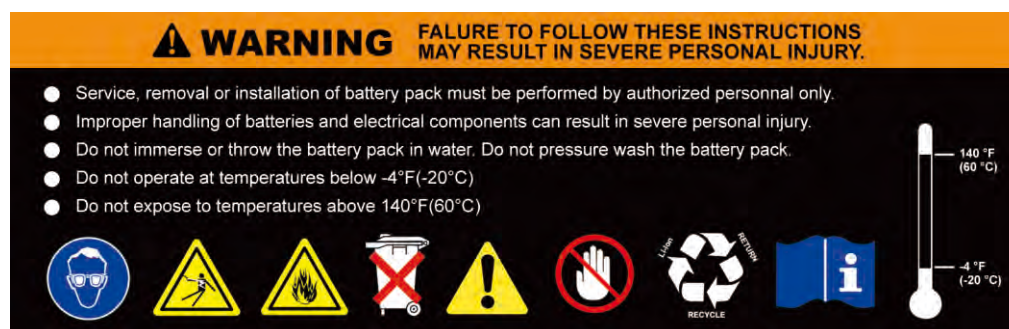 WARNING
FALURE TO FOLLOW THESE INSTRUCTIONS
MAY RESULT IN SEVERE PERSONAL INJURY.
Service, removal or installation of battery pack must be performed by authorized personnal only.
Improper handling of batteries and electrical components can result in severe personal injury.
Do not immerse or throw the battery pack in water. Do not pressure wash the battery pack.
Do not operate at temperatures below -4°F(-20°C)
Do not expose to temperatures above 140°F(60°C)
140 °F
(60 °C)
-4 °F
(-20 °C)
Li-Ion
RETURN
RECYCLE
i